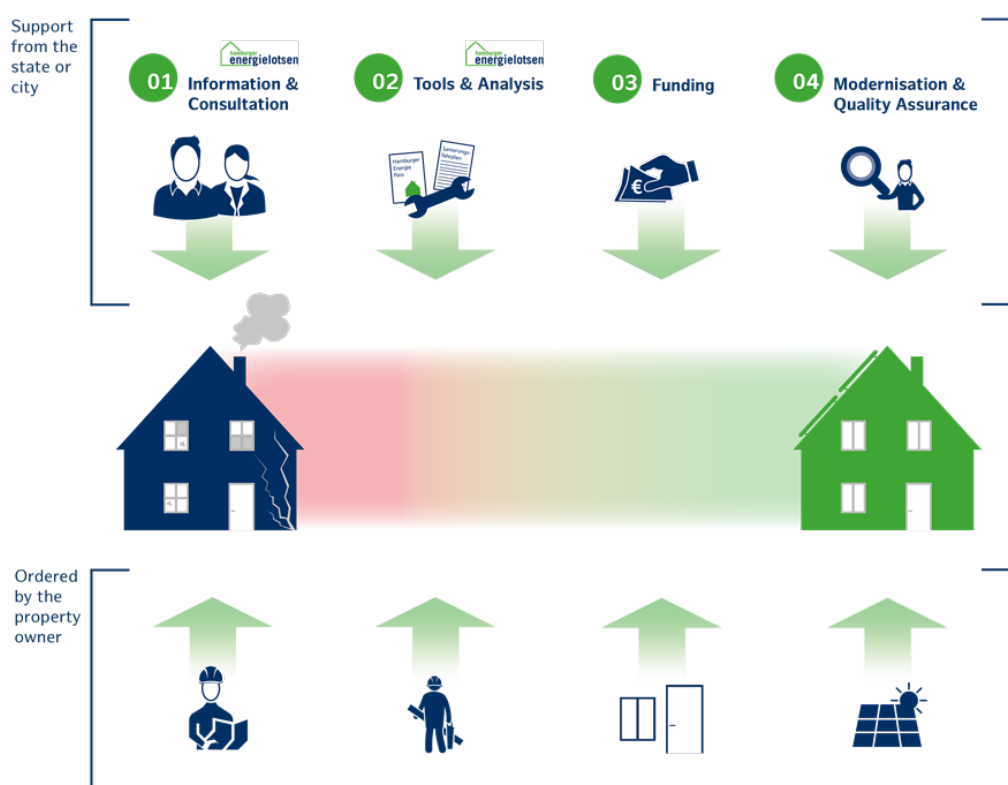 Support
from the
state or
city
hamburger
energielotsen
01
Information &
Consultation
hamburger
energielotsen
02
Tools & Analysis
03
Funding
04
Modernisation &
Quality Assurance
Hamburger
Energie
Pass
Sanierungs-
fahrplan
€
Ordered
by the
property
owner